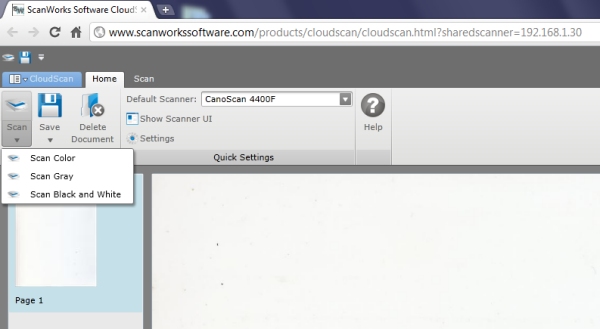 ScanWorks Software CloudS
www.scanworkssoftware.com/products/cloudscan/cloudscan.html?sharedscanner=192.168.1.30
- CloudScan Home Scan
Scan Save Delete Document
Default Scanner: CanoScan 4400F
Show Scanner UI
Settings
Help
Quick Settings
Scan Color
Scan Gray
Scan Black and White
Page 1